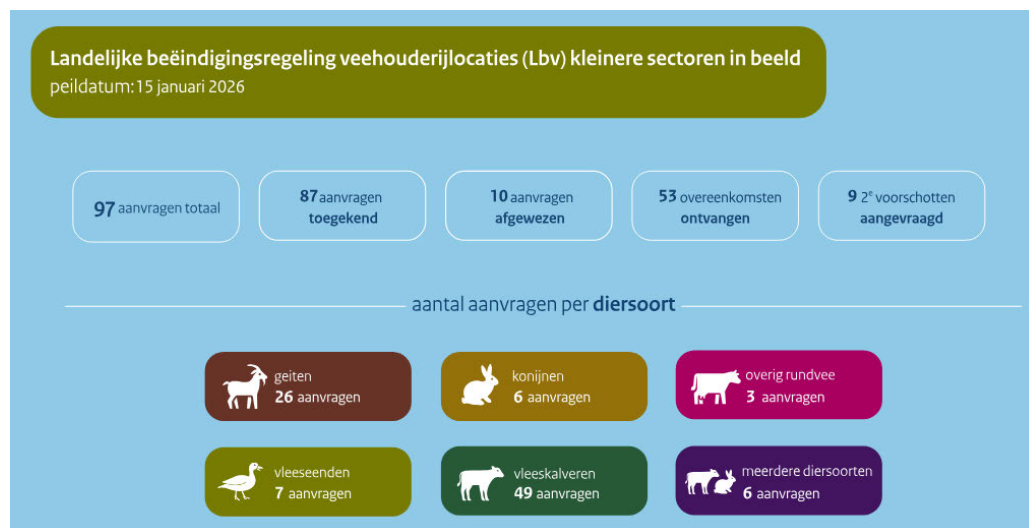 Landelijke beëindigingsregeling veehouderijlocaties (Lbv) kleinere sectoren in beeld
peildatum: 15 januari 2026
97 aanvragen totaal
87 aanvragen
toegekend
10 aanvragen
afgewezen
53 overeenkomsten
ontvangen
9 2e voorschotten
aangevraagd
aantal aanvragen per diersoort
geiten
26 aanvragen
konijnen
6 aanvragen
overig rundvee
3 aanvragen
vleeseenden
7 aanvragen
vleeskalveren
49 aanvragen
meerdere diersoorten
6 aanvragen